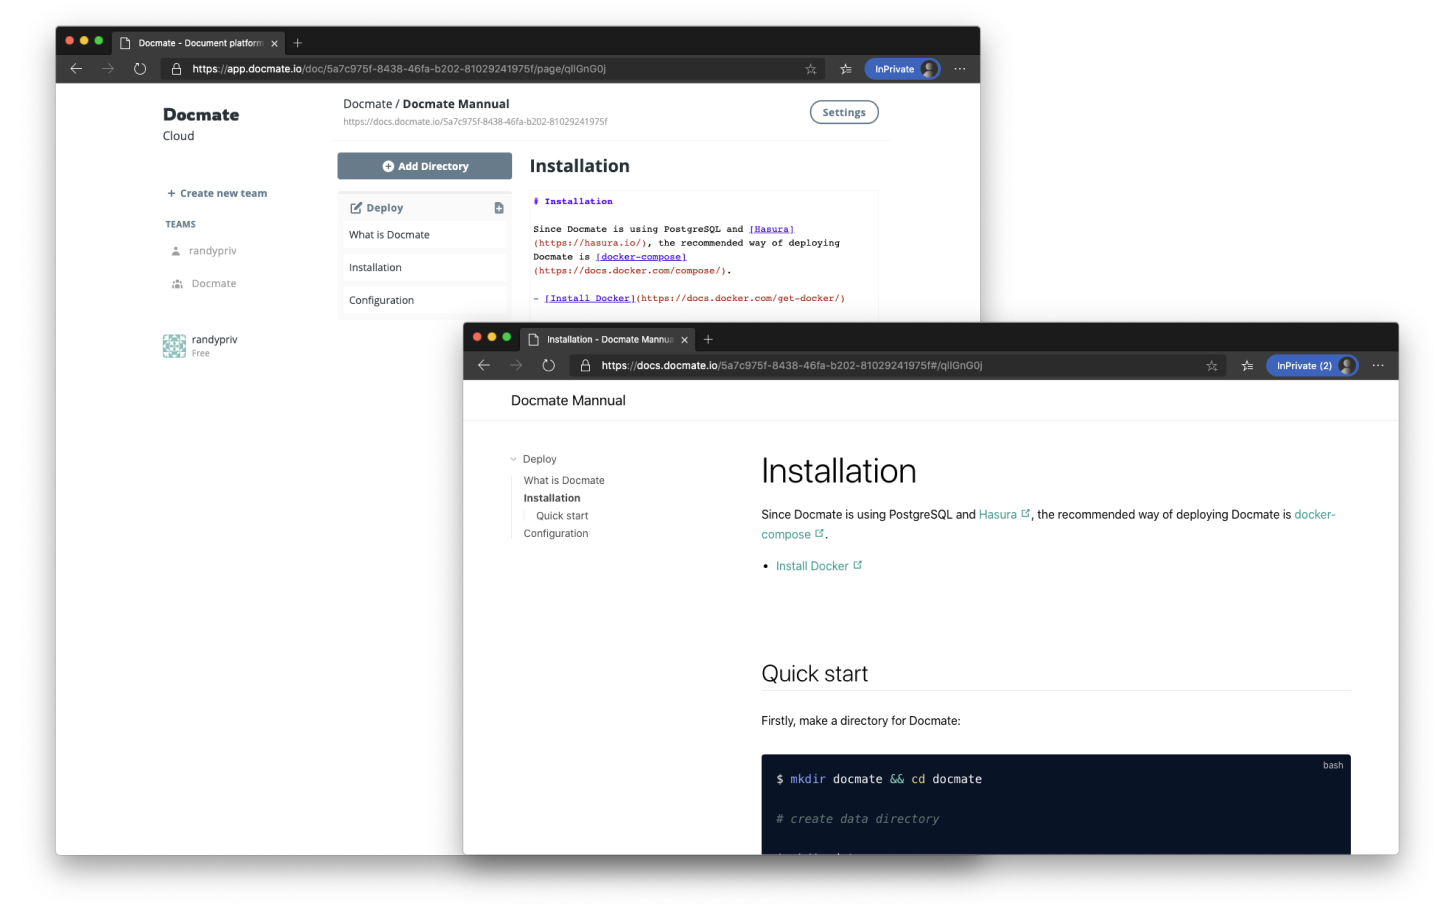 Docmate - Document platform
https://app.docmate.io/doc/5a7c975f-8438-46fa-b202-81029241975f/page/qIIGnG0j
InPrivate
Docmate
Cloud
Docmate / Docmate Mannual
https://docs.docmate.io/5a7c975f-8438-46fa-b202-81029241975f
Settings
+ Create new team
TEAMS
randypriv
Docmate
randypriv
Free
Add Directory
Deploy
What is Docmate
Installation
Configuration
Installation
# Installation
Since Docmate is using PostgreSQL and [Hasura]
(https://hasura.io/), the recommended way of deploying
Docmate is [docker-compose]
(https://docs.docker.com/compose/).
- [Install Docker](https://docs.docker.com/get-docker/)
Installation - Docmate Mannua
https://docs.docmate.io/5a7c975f-8438-46fa-b202-81029241975f#/qIIGnG0j
InPrivate (2)
Docmate Mannual
Deploy
What is Docmate
Installation
Quick start
Configuration
Installation
Since Docmate is using PostgreSQL and Hasura, the recommended way of deploying Docmate is docker-
compose.
• Install Docker
Quick start
Firstly, make a directory for Docmate:
bash
$ mkdir docmate && cd docmate
# create data directory